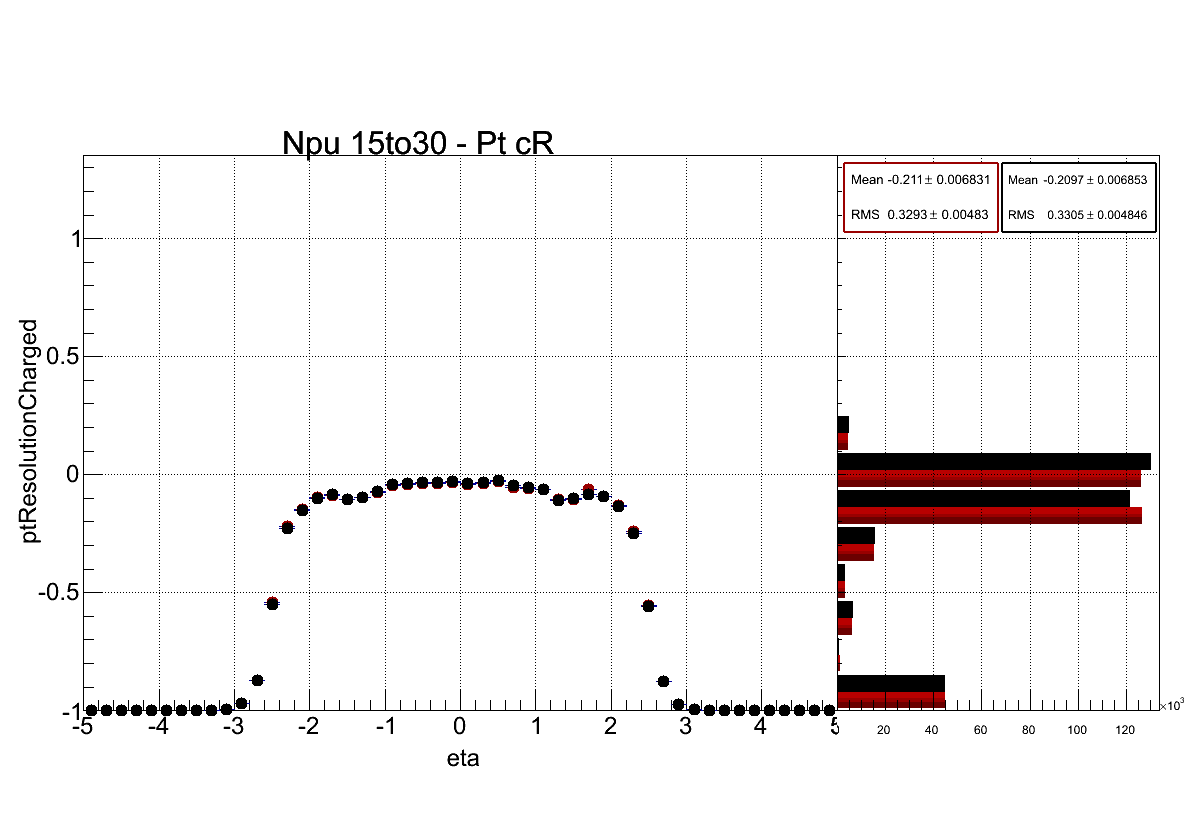 Npu 15to30 - Pt cR
Mean -0.211 ± 0.006831
RMS 0.3293 ± 0.00483
Mean -0.2097 ± 0.006853
RMS 0.3305 ± 0.004846
ptResolutionCharged
1
0.5
0
-0.5
-1
-5 -4 -3 -2 -1 0 1 2 3 4
20 40 60 80 100 120
×10³
eta